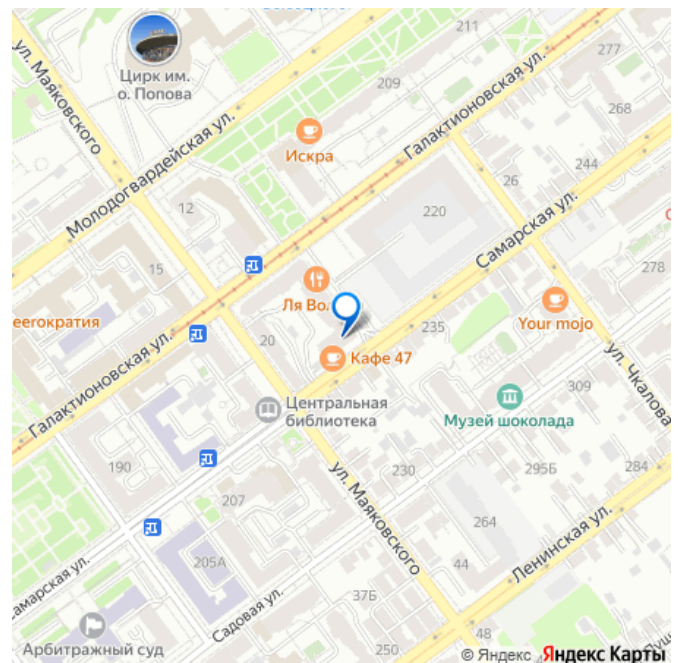 211
277
ул. Маяковского
Цирк им.
о. Попова
209
268
Искра
Молодогвардейская ул.
Галактионовская ул.
244
26
12
220
Самарская ул.
278
15
Ля Во
еегократия
20
235
Your mojo
Кафе 47
ул. Чкалова
Галактионовская ул.
309
Центральная
библиотека
Музей шоколада
190
230
295Б
284
207
ул. Маяковского
264
205А
44
Ленинская ул.
амарская ул.
37Б
Садовая ул.
48
Арбитражный суд
250
© Яндекс Яндекс Карты